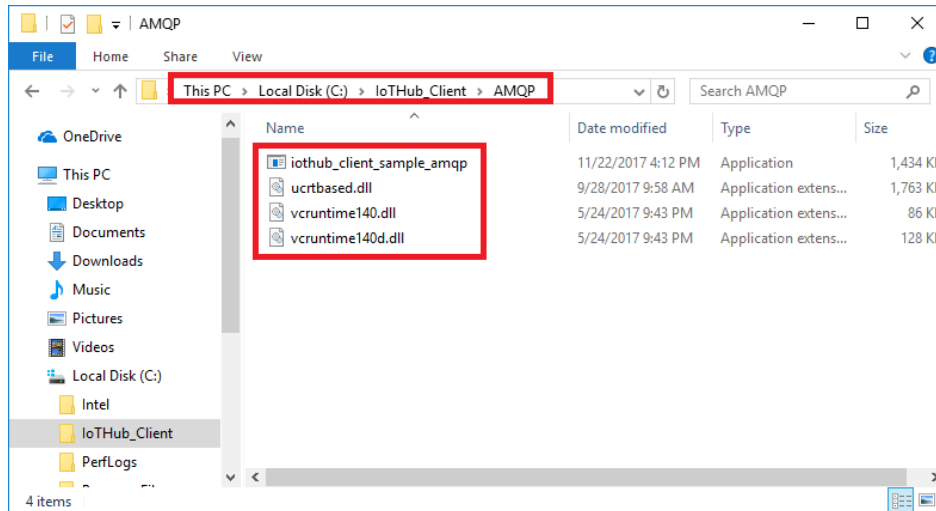 AMQP
File Home Share View
This PC > Local Disk (C:) > IoTHub_Client > AMQP Search AMQP
Name Date modified Type Size
OneDrive
This PC
Desktop
Documents
Downloads
Music
Pictures
Videos
Local Disk (C:)
Intel
IoTHub_Client
PerfLogs
iothub_client_sample_amqp 11/22/2017 4:12 PM Application 1,434
ucrtbased.dll 9/28/2017 9:58 AM Application extens... 1,763
vcruntime140.dll 5/24/2017 9:43 PM Application extens... 86
vcruntime140d.dll 5/24/2017 9:43 PM Application extens... 128
4 items